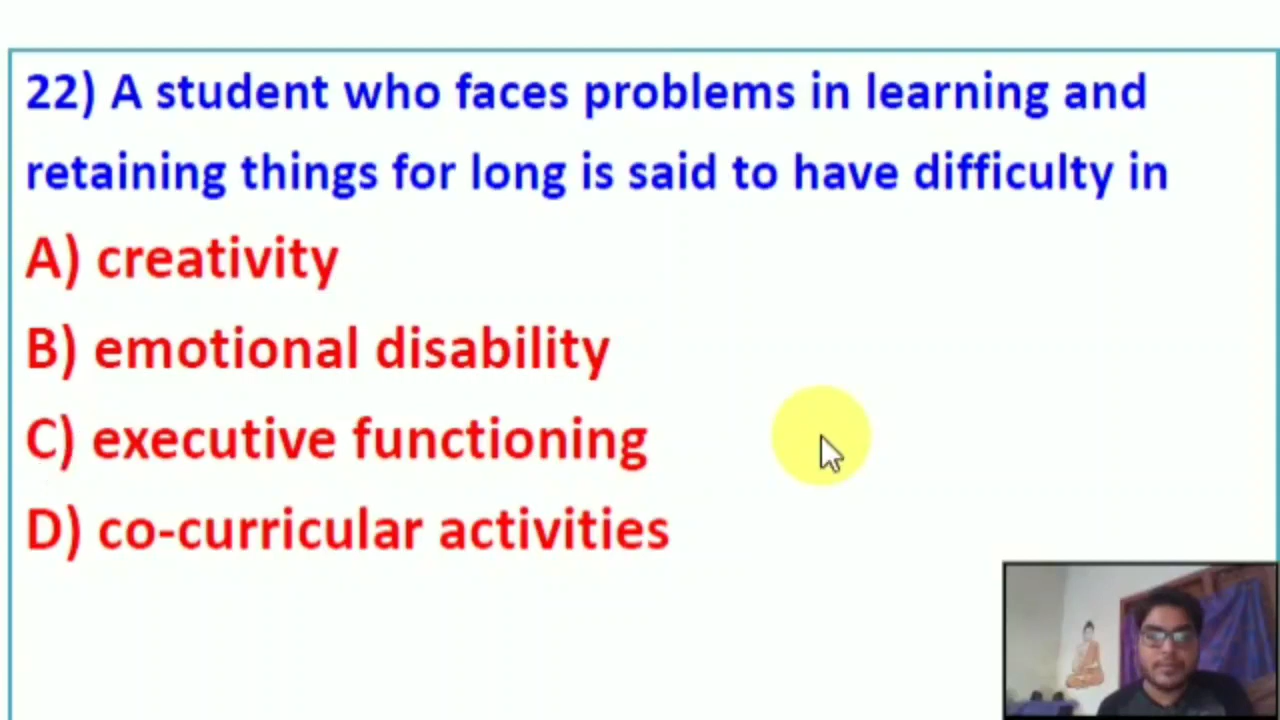 22) A student who faces problems in learning and
retaining things for long is said to have difficulty in
A) creativity
B) emotional disability
C) executive functioning
D) co-curricular activities